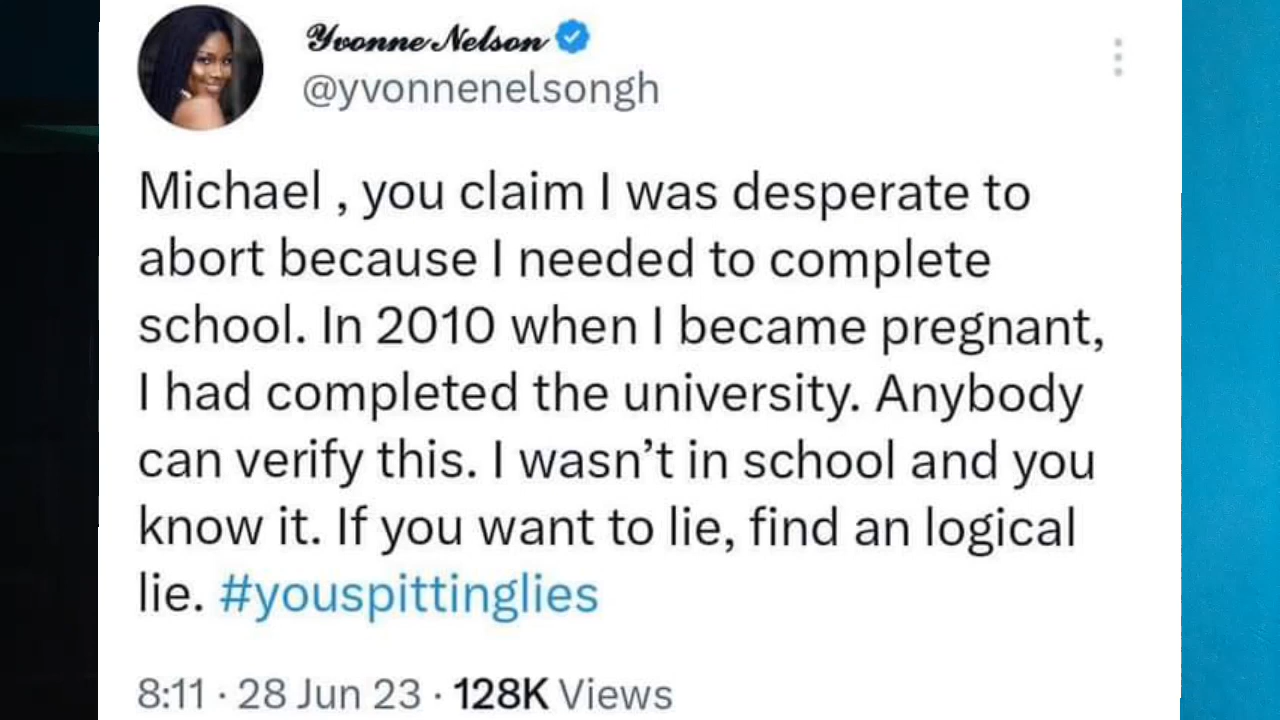 Yvonne Nelson
@yvonnenelsongh
Michael , you claim I was desperate to
abort because I needed to complete
school. In 2010 when I became pregnant,
I had completed the university. Anybody
can verify this. I wasn’t in school and you
know it. If you want to lie, find an logical
lie. #youspittinglies
8:11 · 28 Jun 23 · 128K Views